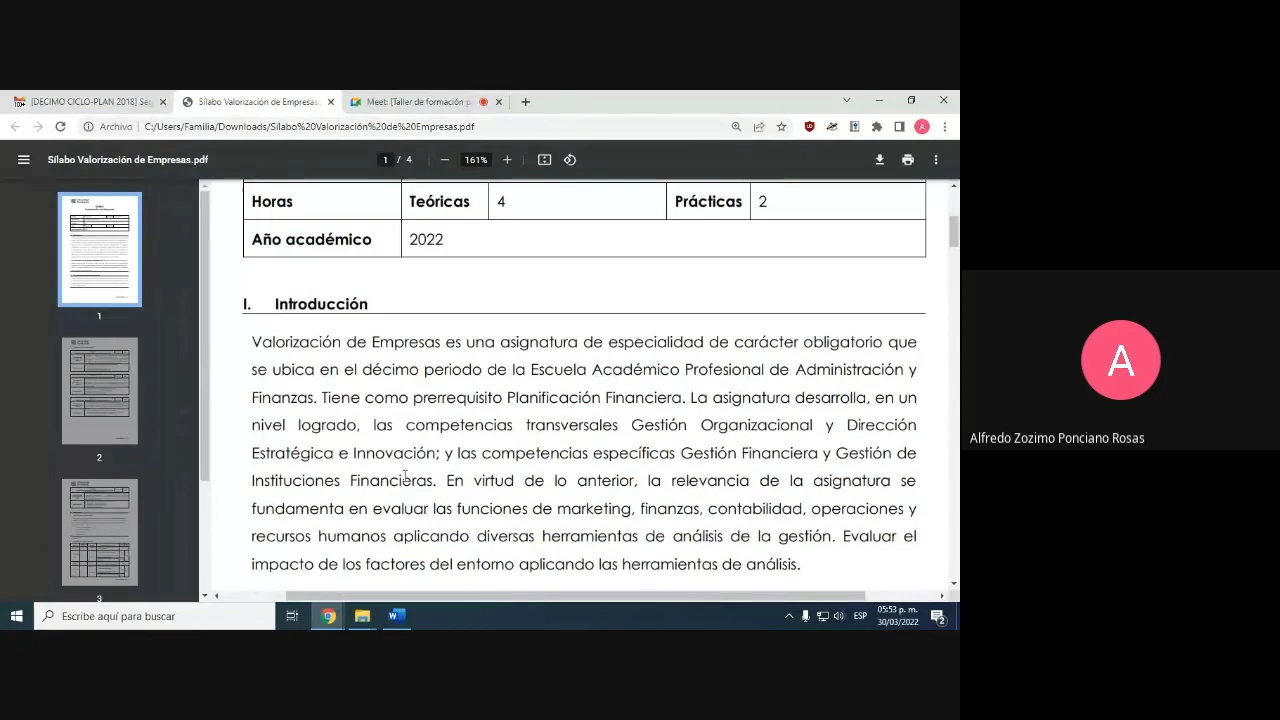 [DECIMO CICLO-PLAN 2018] Se
Sílabo Valorización de Empresas
Meet: [Taller de formación p
Archivo
C:/Users/Familia/Downloads/Sílabo%20Valorización%20de%20Empresas.pdf
A
Sílabo Valorización de Empresas.pdf
1 / 4
161%
Horas
Teóricas
4
Prácticas
2
Año académico
2022
I. Introducción
Valorización de Empresas es una asignatura de especialidad de carácter obligatorio que
se ubica en el décimo periodo de la Escuela Académico Profesional de Administración y
Finanzas. Tiene como prerrequisito Planificación Financiera. La asignatura desarrolla, en un
nivel logrado, las competencias transversales Gestión Organizacional y Dirección
Estratégica e Innovación; y las competencias específicas Gestión Financiera y Gestión de
Instituciones Financieras. En virtud de lo anterior, la relevancia de la asignatura se
fundamenta en evaluar las funciones de marketing, finanzas, contabilidad, operaciones y
recursos humanos aplicando diversas herramientas de análisis de la gestión. Evaluar el
impacto de los factores del entorno aplicando las herramientas de análisis.
1
2
3
Escribe aquí para buscar
ESP
05:53 p. m.
30/03/2022
2
A
Alfredo Zozimo Ponciano Rosas